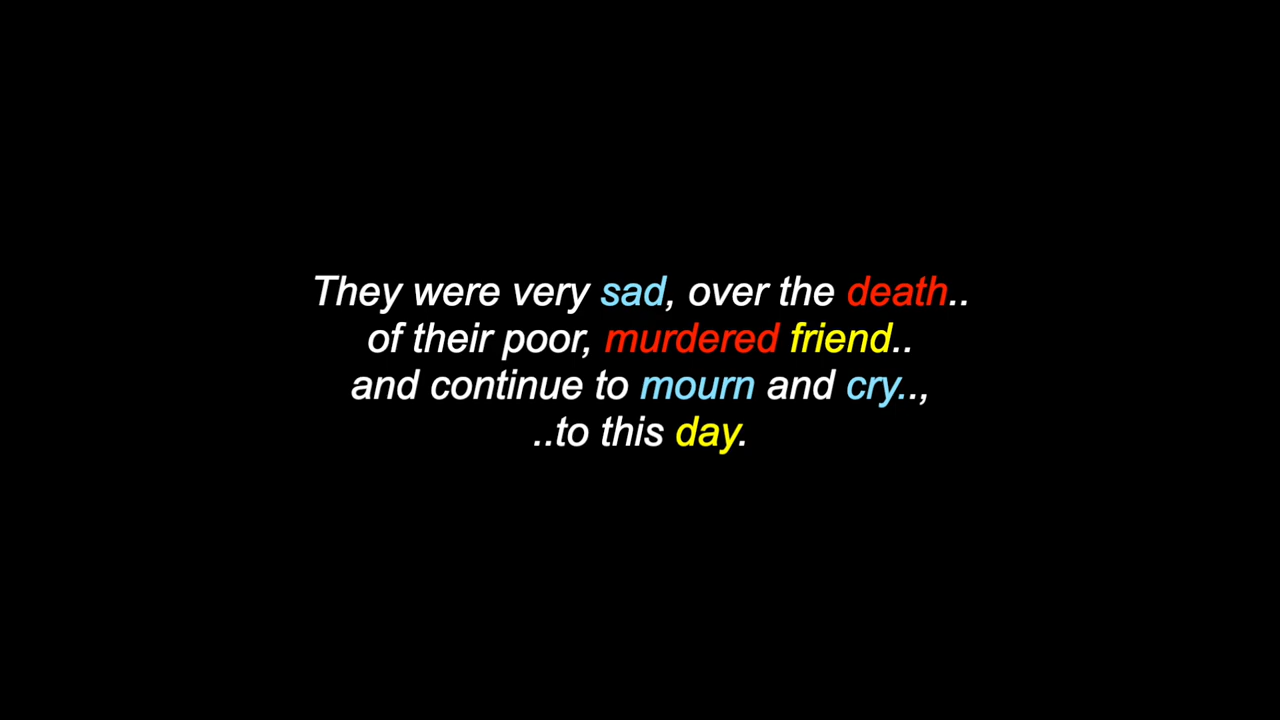 They were very sad, over the death..
of their poor, murdered friend..
and continue to mourn and cry..,
..to this day.